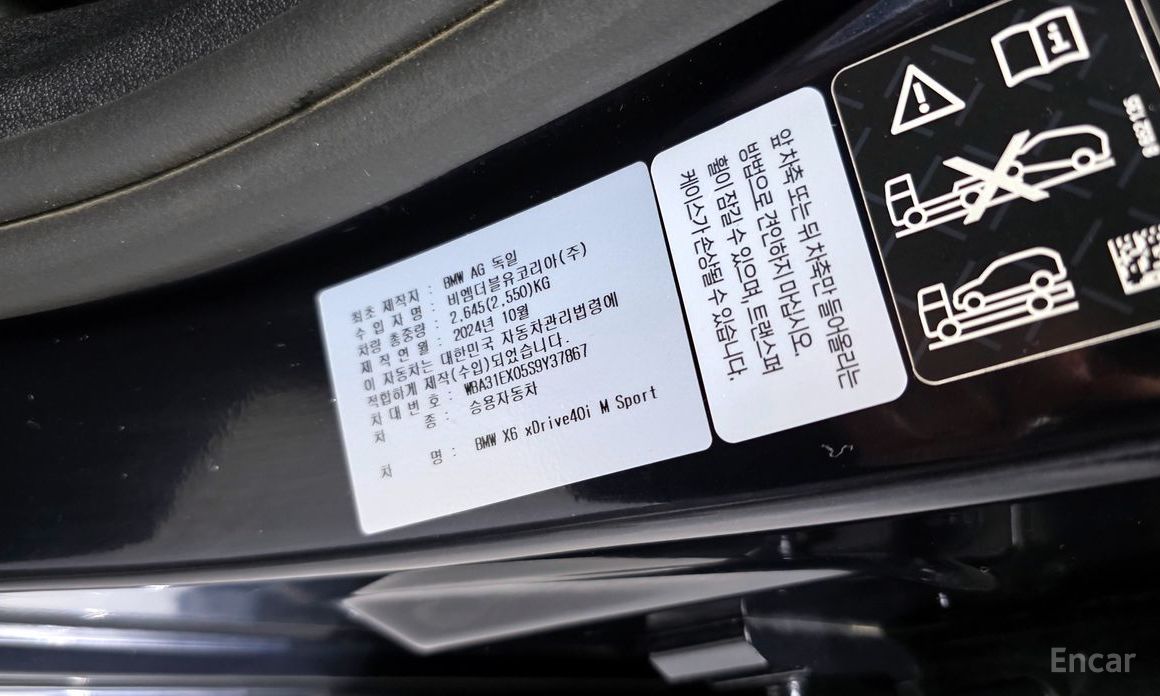 최초 제작자 : BMW AG 독일
수 입 자 명 : 비엠더블유코리아(주)
차량 총중량 : 2.645(2.550)KG
제 작 연 월 : 2024년 10월
이 자동차는 대한민국 자동차관리법령에
적합하게 제작(수입)되었습니다.
차 대 번 호 : WBA31EX05S9Y37867
차 종 : 승용자동차
차 명 : BMW X6 xDrive40i M Sport
앞 차축 또는 뒤 차축만 들어올리는
방법으로 견인하지 마십시오.
휠이 잠길 수 있으며, 트랜스퍼
케이스가 손상될 수 있습니다.
Encar